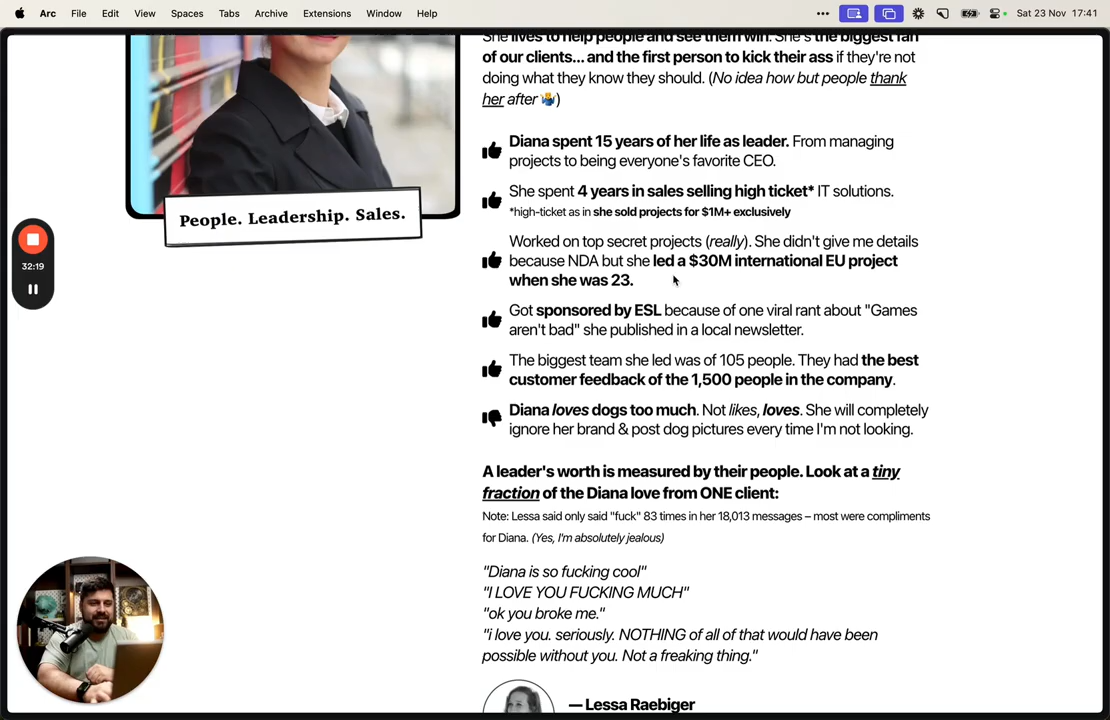 Arc File Edit View Spaces Tabs Archive Extensions Window Help Sat 23 Nov 17:41
She lives to help people and see them win. She's the biggest fan
of our clients... and the first person to kick their ass if they're not
doing what they know they should. (No idea how but people thank
her after 🤷‍♂️)
People. Leadership. Sales.
32:19
Diana spent 15 years of her life as leader. From managing
projects to being everyone's favorite CEO.
She spent 4 years in sales selling high ticket* IT solutions.
*high-ticket as in she sold projects for $1M+ exclusively
Worked on top secret projects (really). She didn't give me details
because NDA but she led a $30M international EU project
when she was 23.
Got sponsored by ESL because of one viral rant about "Games
aren't bad" she published in a local newsletter.
The biggest team she led was of 105 people. They had the best
customer feedback of the 1,500 people in the company.
Diana loves dogs too much. Not likes, loves. She will completely
ignore her brand & post dog pictures every time I'm not looking.
A leader's worth is measured by their people. Look at a tiny
fraction of the Diana love from ONE client:
Note: Lessa said only said "fuck" 83 times in her 18,013 messages – most were compliments
for Diana. (Yes, I'm absolutely jealous)
"Diana is so fucking cool"
"I LOVE YOU FUCKING MUCH"
"ok you broke me."
"i love you. seriously. NOTHING of all of that would have been
possible without you. Not a freaking thing."
— Lessa Raebiger